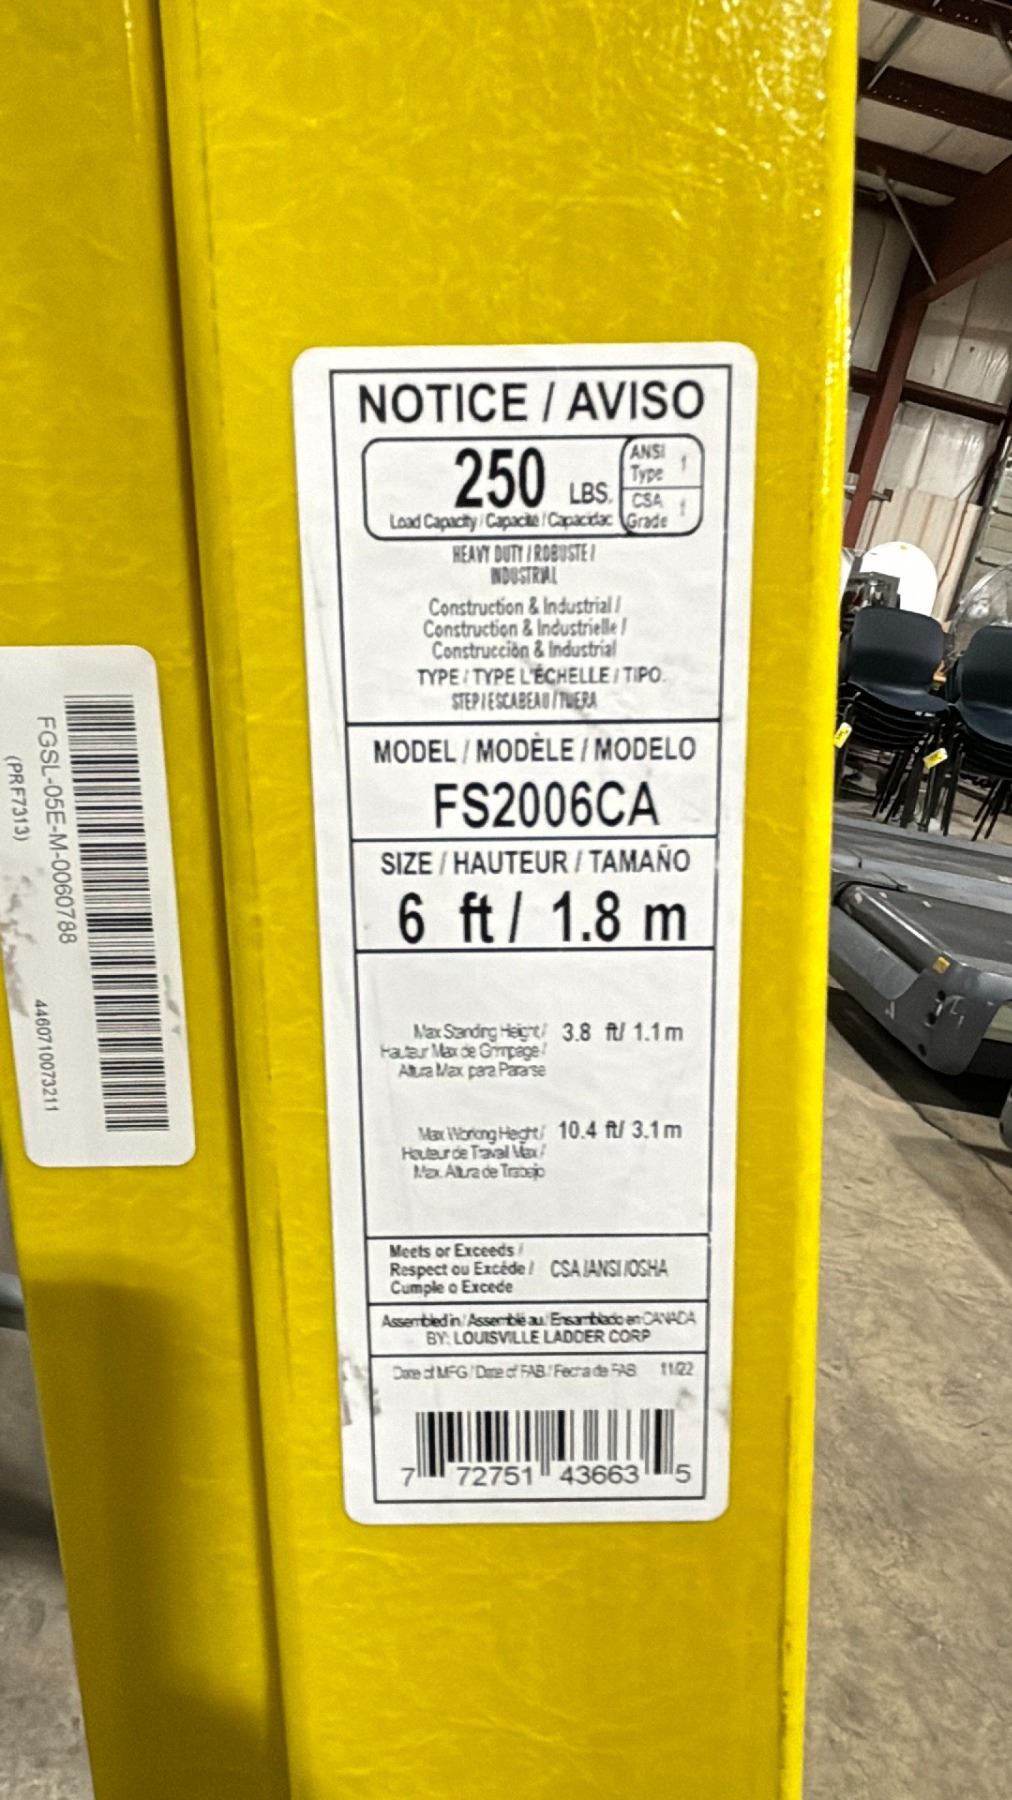 NOTICE / AVISO
250 LBS.
ANSI Type 1
CSA Grade 1
Load Capacity / Capacité / Capacidad
HEAVY DUTY / ROBUSTE /
INDUSTRIAL
Construction & Industrial /
Construction & Industrielle /
Construcción & Industrial
TYPE / TYPE L'ÉCHELLE / TIPO.
STEP / ESCABEAU / TIJERA
MODEL / MODÈLE / MODELO
FS2006CA
SIZE / HAUTEUR / TAMAÑO
6 ft / 1.8 m
Max Standing Height / 3.8 ft/ 1.1 m
Hauteur Max de Grimpage /
Altura Max para Pararse
Max Working Height / 10.4 ft/ 3.1 m
Hauteur de Travail Max /
Max. Altura de Trabajo
Meets or Exceeds /
Respect ou Excéde / CSA /ANSI /OSHA
Cumple o Excede
Assembled in / Assemblé au / Ensamblado en CANADA
BY: LOUISVILLE LADDER CORP
Date of MFG / Date of FAB / Fecha de FAB 11/22
7 72751 43663 5
FGSL-05E-M-0060788
(PRF7313)
4460710073211